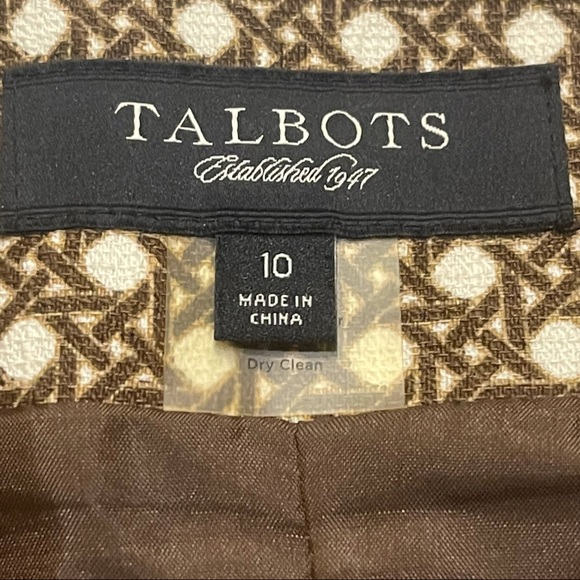 TALBOTS
Established 1947
10
MADE IN
CHINA
Dry Clean